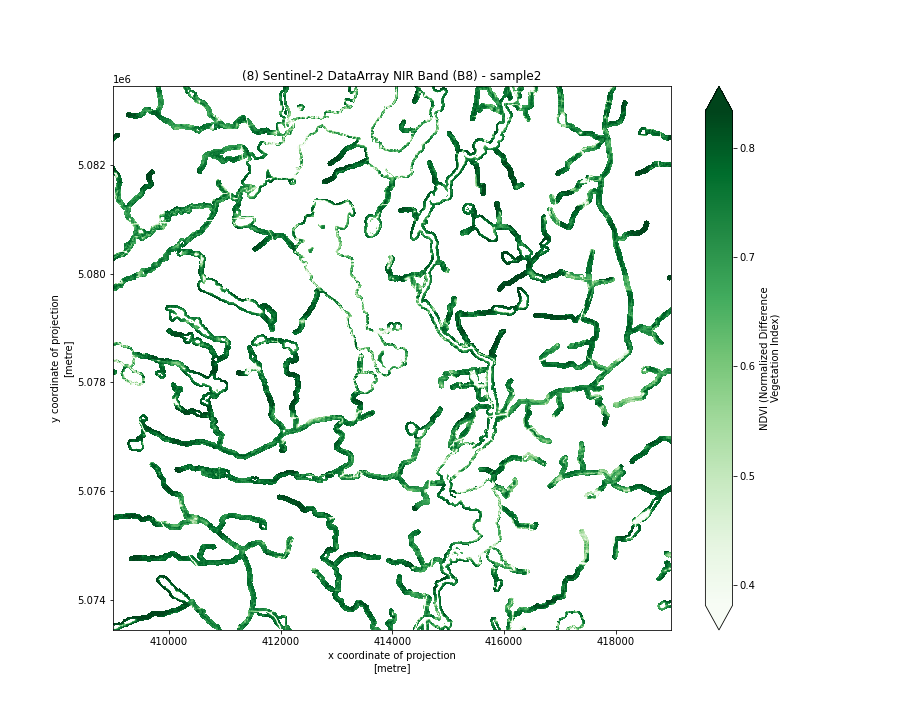 (8) Sentinel-2 DataArray NIR Band (B8) - sample2
1e6
5.082
5.080
5.078
5.076
5.074
y coordinate of projection
[metre]
410000 412000 414000 416000 418000
x coordinate of projection
[metre]
0.8
0.7
0.6
0.5
0.4
NDVI (Normalized Difference
Vegetation Index)